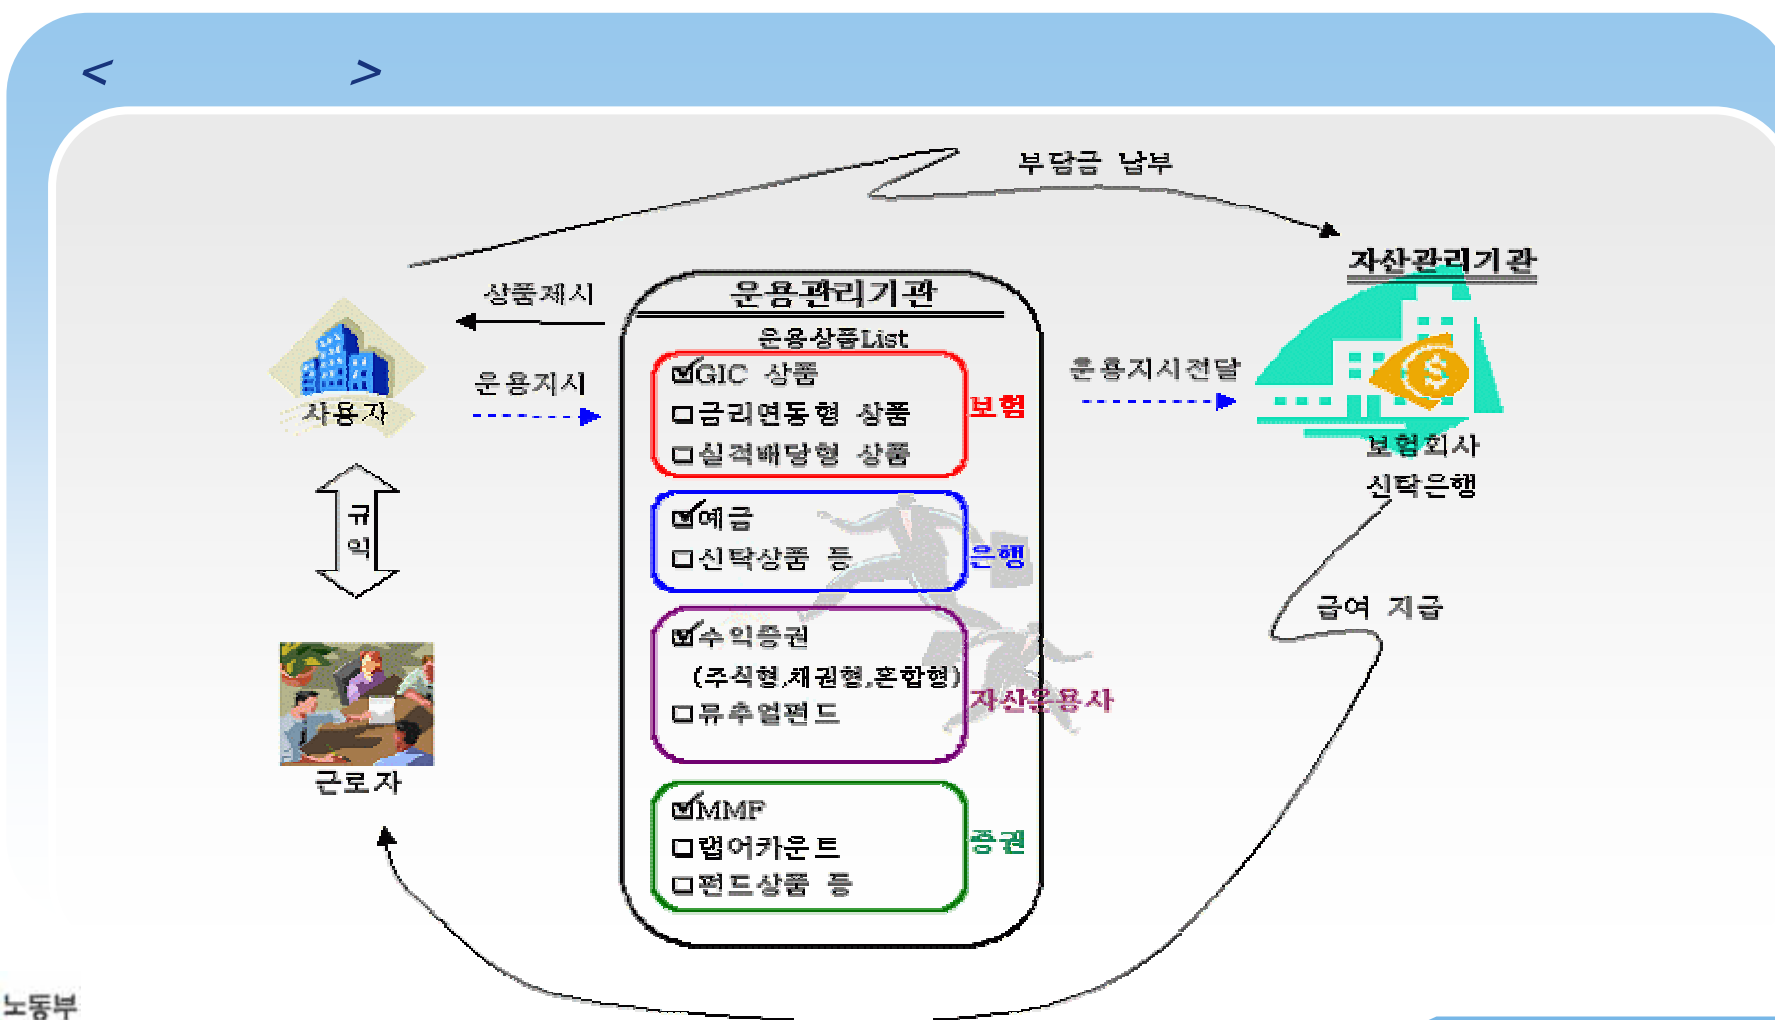 < >
부담금 납부
자산관리기관
상품제시
운용관리기관
운용상품List
운용지시
사용자
GIC 상품
금리연동형 상품
실적배당형 상품
보험
운용지시전달
보험회사
신탁은행
규
약
예금
신탁상품 등
은행
수익증권
(주식형,채권형,혼합형)
뮤추얼펀드
자산운용사
급여 지급
근로자
MMF
랩어카운트
펀드상품 등
증권
노동부